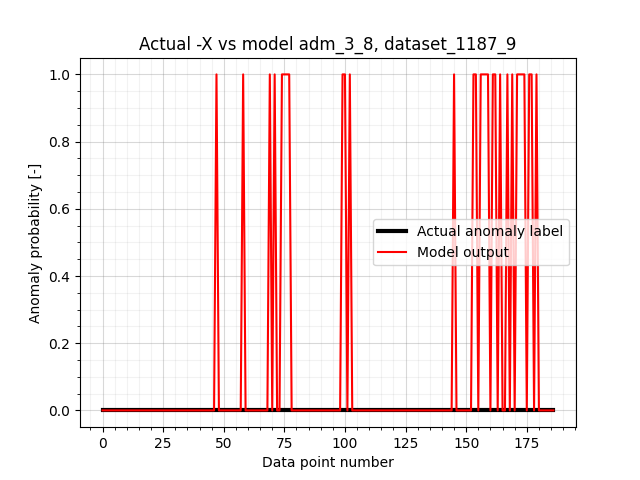 Actual -X vs model adm_3_8, dataset_1187_9
Anomaly probability [-]
1.0
0.8
0.6
0.4
0.2
0.0
Actual anomaly label
Model output
0 25 50 75 100 125 150 175
Data point number